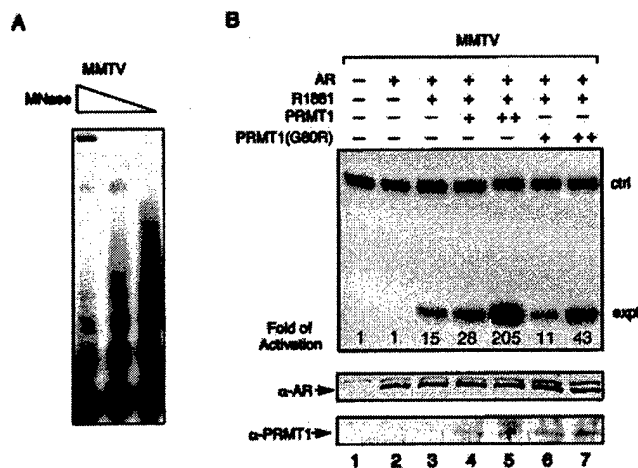 A
MMTV
MNase
B
MMTV
AR − + + + + + +
R1881 − − + + + + +
PRMT1 − − − + ++ − −
PRMT1(G80R) − − − − − + ++
ctrl
expt
Fold of
Activation 1 1 15 28 205 11 43
α-AR
α-PRMT1
1 2 3 4 5 6 7